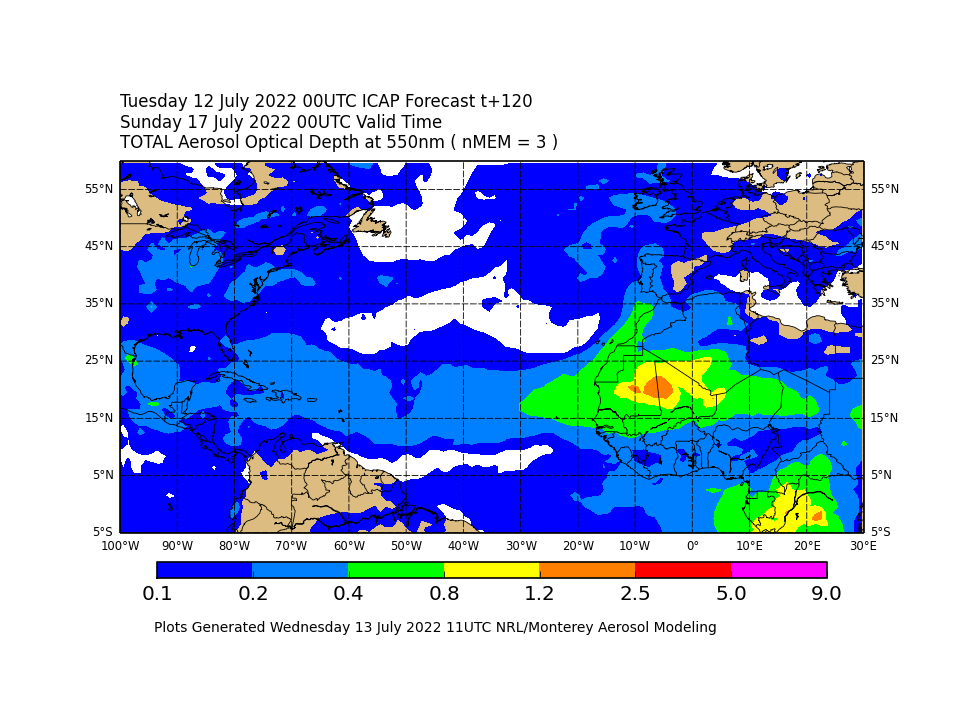 Tuesday 12 July 2022 00UTC ICAP Forecast t+120
Sunday 17 July 2022 00UTC Valid Time
TOTAL Aerosol Optical Depth at 550nm ( nMEM = 3 )
55°N 55°N
45°N 45°N
35°N 35°N
25°N 25°N
15°N 15°N
5°N 5°N
5°S 5°S
100°W 90°W 80°W 70°W 60°W 50°W 40°W 30°W 20°W 10°W 0° 10°E 20°E 30°E
0.1 0.2 0.4 0.8 1.2 2.5 5.0 9.0
Plots Generated Wednesday 13 July 2022 11UTC NRL/Monterey Aerosol Modeling